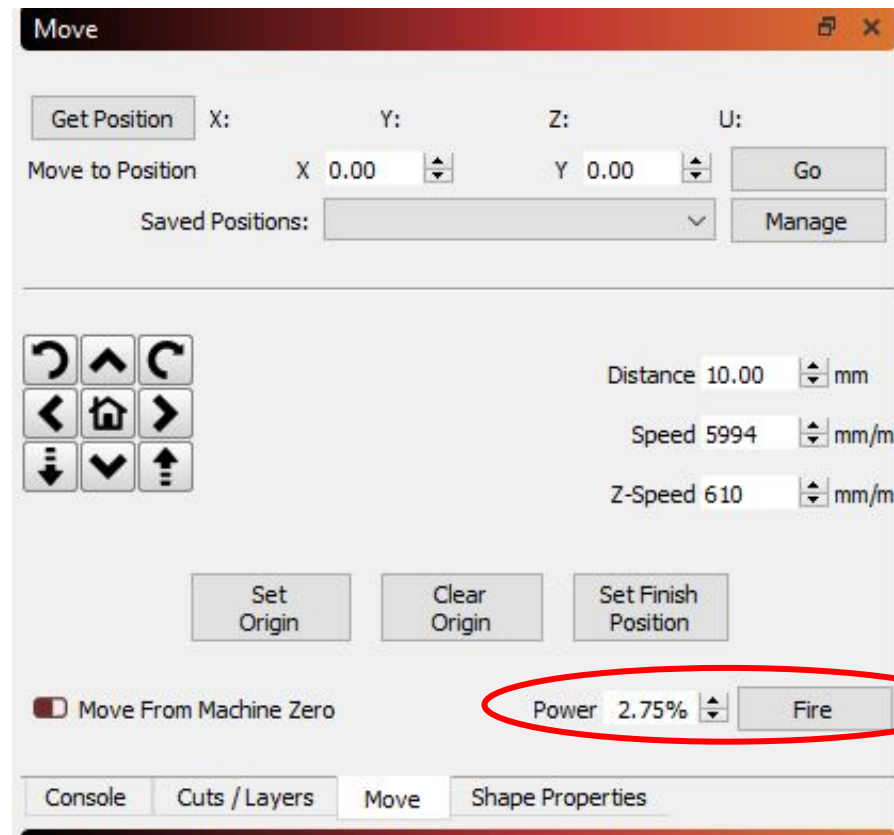 Move
Get Position X: Y: Z: U:
Move to Position X 0.00 Y 0.00 Go
Saved Positions: Manage
Distance 10.00 mm
Speed 5994 mm/m
Z-Speed 610 mm/m
Set Origin Clear Origin Set Finish Position
Move From Machine Zero Power 2.75% Fire
Console Cuts / Layers Move Shape Properties